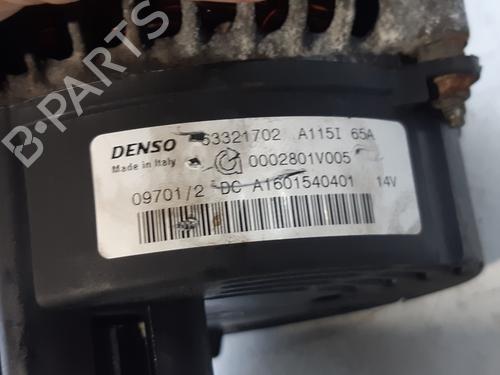 DENSO 63321702 A115I 65A
Made in Italy 0002801V005
09701/2 DC A1601540401 14V
B-PARTS